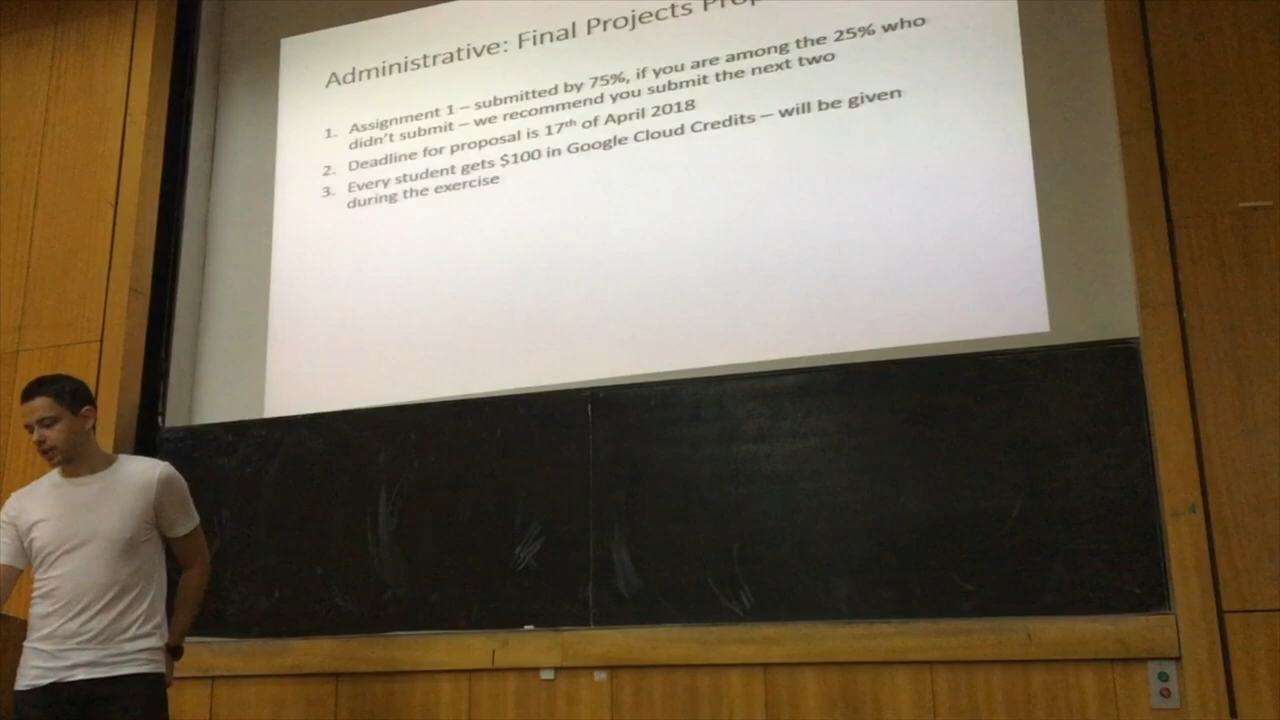 Administrative: Final Projects
1. Assignment 1 – submitted by 75%, if you are among the 25% who
didn't submit – we recommend you submit the next two
2. Deadline for proposal is 17th of April 2018
3. Every student gets $100 in Google Cloud Credits – will be given
during the exercise